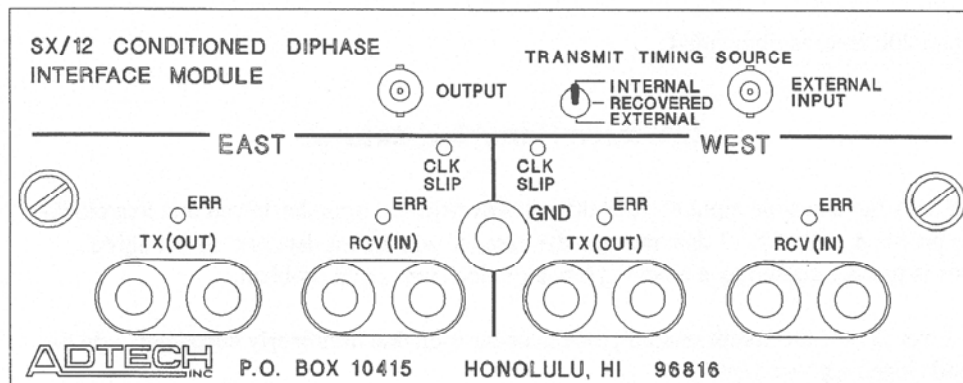 SX/12 CONDITIONED DIPHASE
INTERFACE MODULE
OUTPUT
TRANSMIT TIMING SOURCE
INTERNAL
RECOVERED
EXTERNAL
EXTERNAL
INPUT
EAST
WEST
CLK
SLIP
CLK
SLIP
ERR
ERR
GND
ERR
ERR
TX(OUT)
RCV(IN)
TX(OUT)
RCV(IN)
ADTECH INC
P.O. BOX 10415 HONOLULU, HI 96816